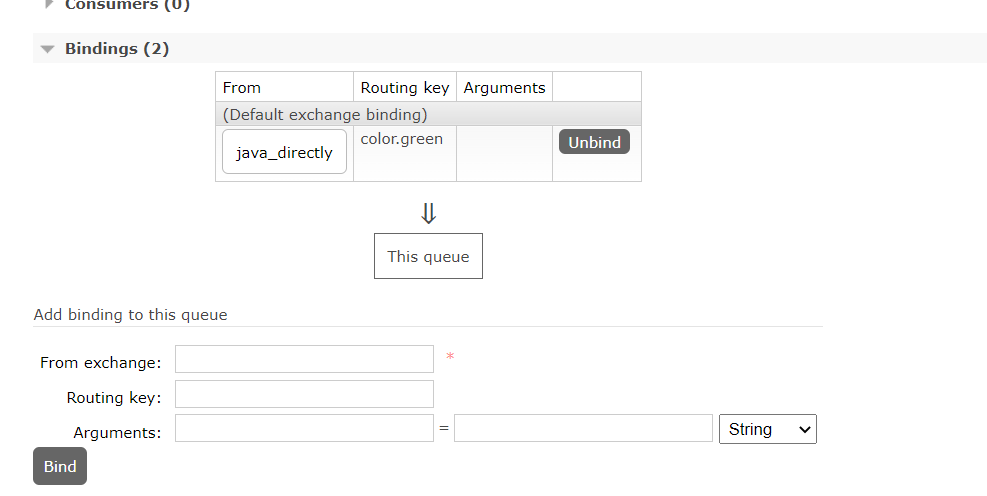 Consumers (0)
Bindings (2)
From Routing key Arguments
(Default exchange binding)
java_directly color.green Unbind
⇓
This queue
Add binding to this queue
From exchange: *
Routing key:
Arguments: = String
Bind